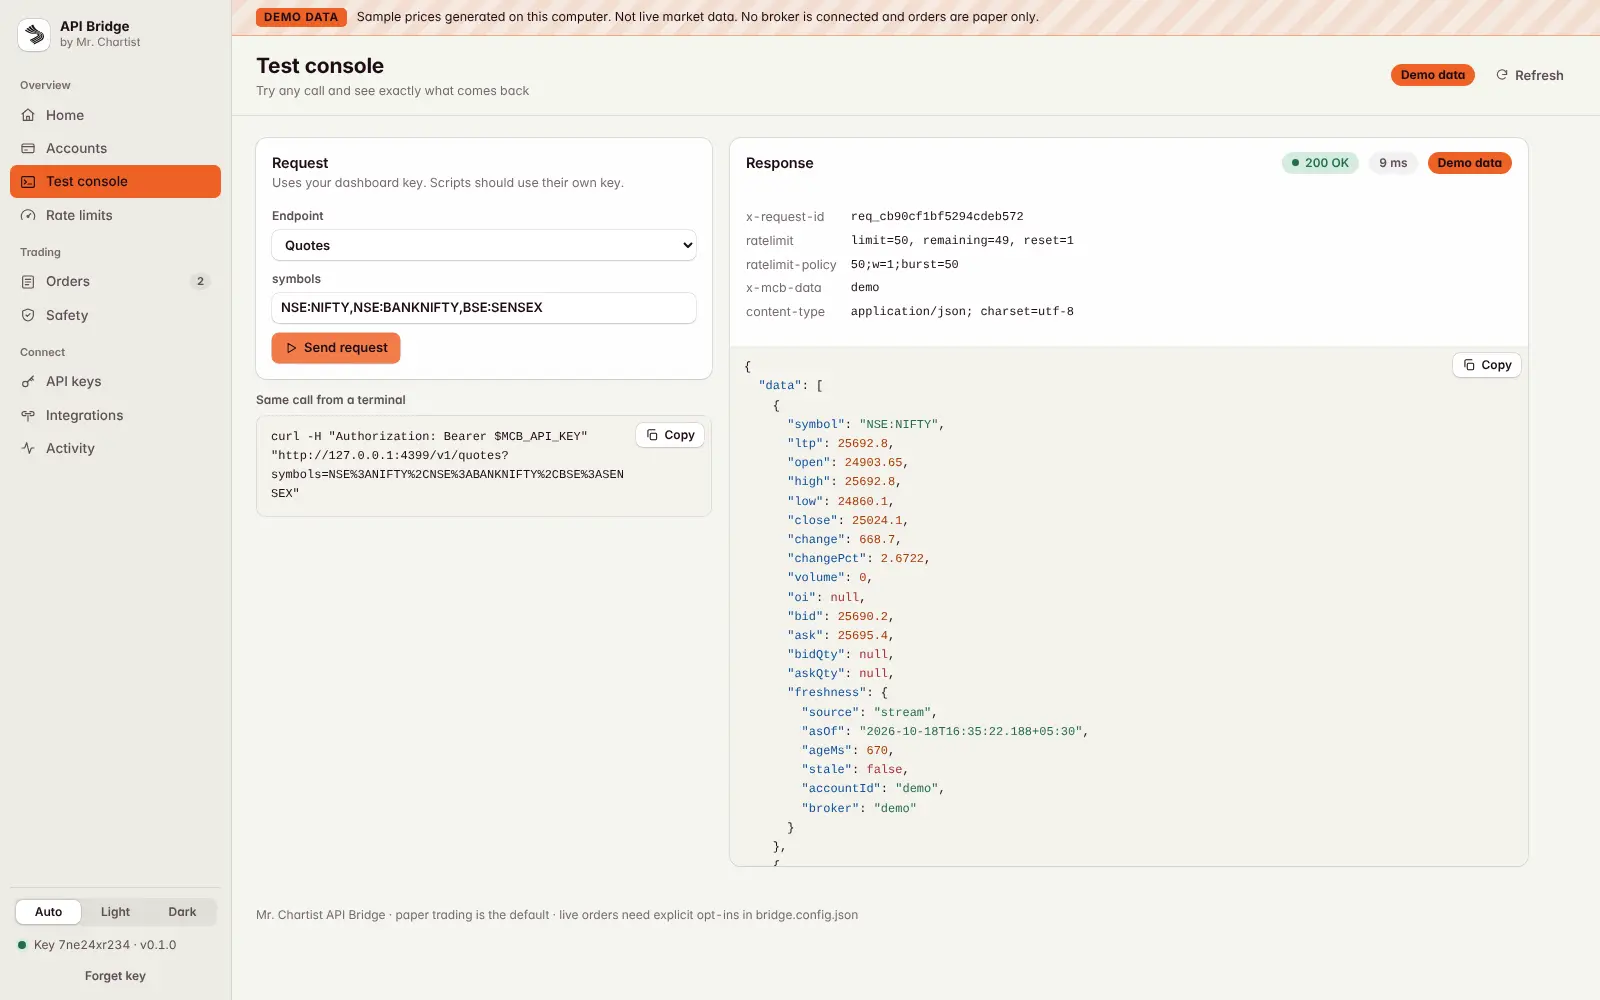 API Bridge
by Mr. Chartist
Overview
Home
Accounts
Test console
Rate limits
Trading
Orders 2
Safety
Connect
API keys
Integrations
Activity
Auto Light Dark
Key 7ne24xr234 · v0.1.0
Forget key
DEMO DATA Sample prices generated on this computer. Not live market data. No broker is connected and orders are paper only.
Test console
Try any call and see exactly what comes back
Demo data Refresh
Request
Uses your dashboard key. Scripts should use their own key.
Endpoint
Quotes
symbols
NSE:NIFTY,NSE:BANKNIFTY,BSE:SENSEX
Send request
Same call from a terminal
Copy
curl -H "Authorization: Bearer $MCB_API_KEY"
"http://127.0.0.1:4399/v1/quotes?
symbols=NSE%3ANIFTY%2CNSE%3ABANKNIFTY%2CBSE%3ASEN
SEX"
Response
200 OK 9 ms Demo data
x-request-id req_cb90cf1bf5294cdeb572
ratelimit limit=50, remaining=49, reset=1
ratelimit-policy 50;w=1;burst=50
x-mcb-data demo
content-type application/json; charset=utf-8
Copy
{
"data": [
{
"symbol": "NSE:NIFTY",
"ltp": 25692.8,
"open": 24903.65,
"high": 25692.8,
"low": 24860.1,
"close": 25024.1,
"change": 668.7,
"changePct": 2.6722,
"volume": 0,
"oi": null,
"bid": 25690.2,
"ask": 25695.4,
"bidQty": null,
"askQty": null,
"freshness": {
"source": "stream",
"asOf": "2026-10-18T16:35:22.188+05:30",
"ageMs": 670,
"stale": false,
"accountId": "demo",
"broker": "demo"
}
},
{
Mr. Chartist API Bridge · paper trading is the default · live orders need explicit opt-ins in bridge.config.json